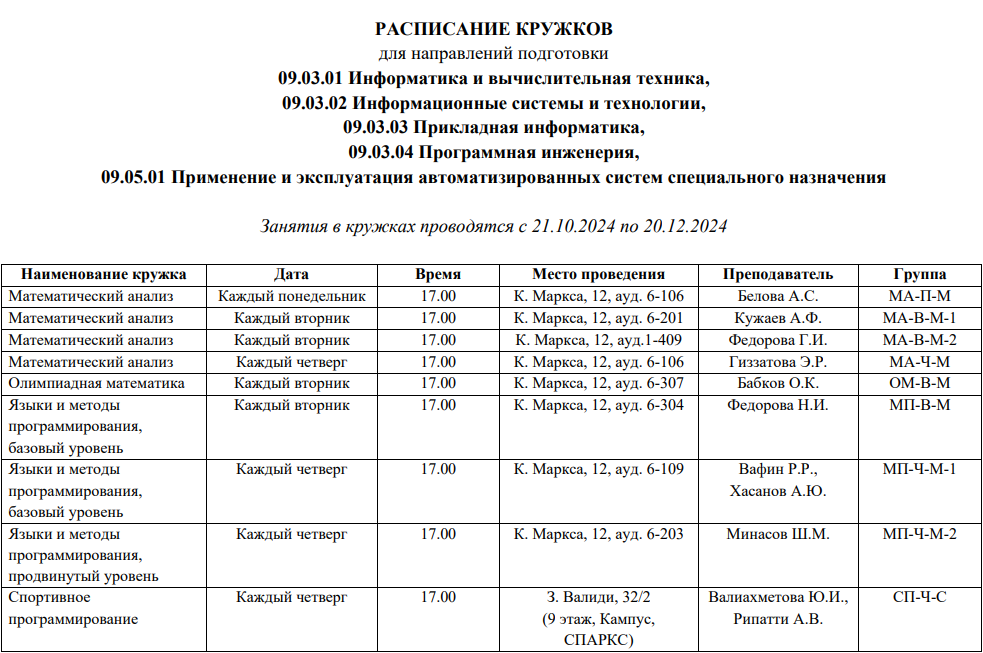 РАСПИСАНИЕ КРУЖКОВ
для направлений подготовки
09.03.01 Информатика и вычислительная техника,
09.03.02 Информационные системы и технологии,
09.03.03 Прикладная информатика,
09.03.04 Программная инженерия,
09.05.01 Применение и эксплуатация автоматизированных систем специального назначения
Занятия в кружках проводятся с 21.10.2024 по 20.12.2024
Наименование кружка Дата Время Место проведения Преподаватель Группа
Математический анализ Каждый понедельник 17.00 К. Маркса, 12, ауд. 6-106 Белова А.С. МА-П-М
Математический анализ Каждый вторник 17.00 К. Маркса, 12, ауд. 6-201 Кужаев А.Ф. МА-В-М-1
Математический анализ Каждый вторник 17.00 К. Маркса, 12, ауд.1-409 Федорова Г.И. МА-В-М-2
Математический анализ Каждый четверг 17.00 К. Маркса, 12, ауд. 6-106 Гиззатова Э.Р. МА-Ч-М
Олимпиадная математика Каждый вторник 17.00 К. Маркса, 12, ауд. 6-307 Бабков О.К. ОМ-В-М
Языки и методы Каждый вторник 17.00 К. Маркса, 12, ауд. 6-304 Федорова Н.И. МП-В-М
программирования,
базовый уровень
Языки и методы Каждый четверг 17.00 К. Маркса, 12, ауд. 6-109 Вафин Р.Р., МП-Ч-М-1
программирования, Хасанов А.Ю.
базовый уровень
Языки и методы Каждый четверг 17.00 К. Маркса, 12, ауд. 6-203 Минасов Ш.М. МП-Ч-М-2
программирования,
продвинутый уровень
Спортивное Каждый четверг 17.00 З. Валиди, 32/2 Валиахметова Ю.И., СП-Ч-С
программирование (9 этаж, Кампус, Рипатти А.В.
СПАРКС)